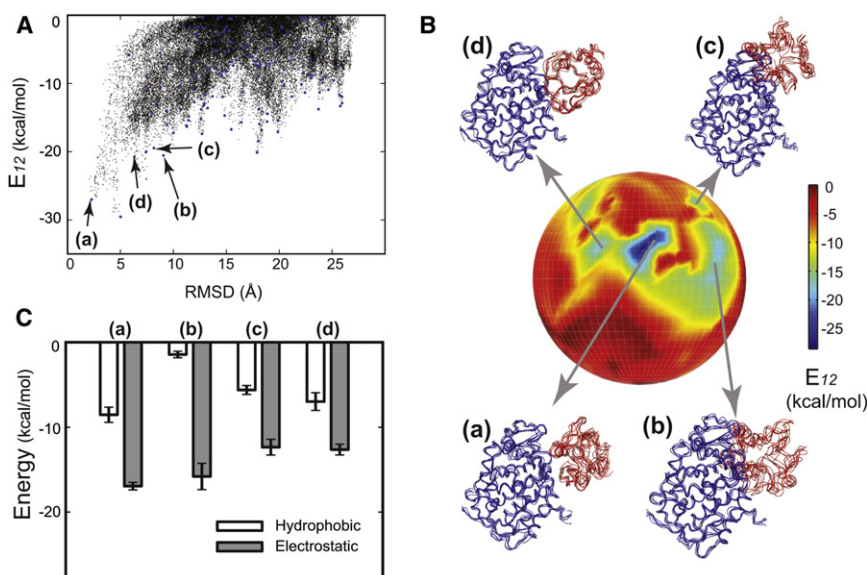 A
0
-10
-20
-30
E12 (kcal/mol)
(a)
(d)
(b)
(c)
0 5 10 15 20 25
RMSD (Å)
B
(d)
(c)
(a)
(b)
0
-5
-10
-15
-20
-25
E12
(kcal/mol)
C
(a) (b) (c) (d)
0
-10
-20
Energy (kcal/mol)
Hydrophobic
Electrostatic